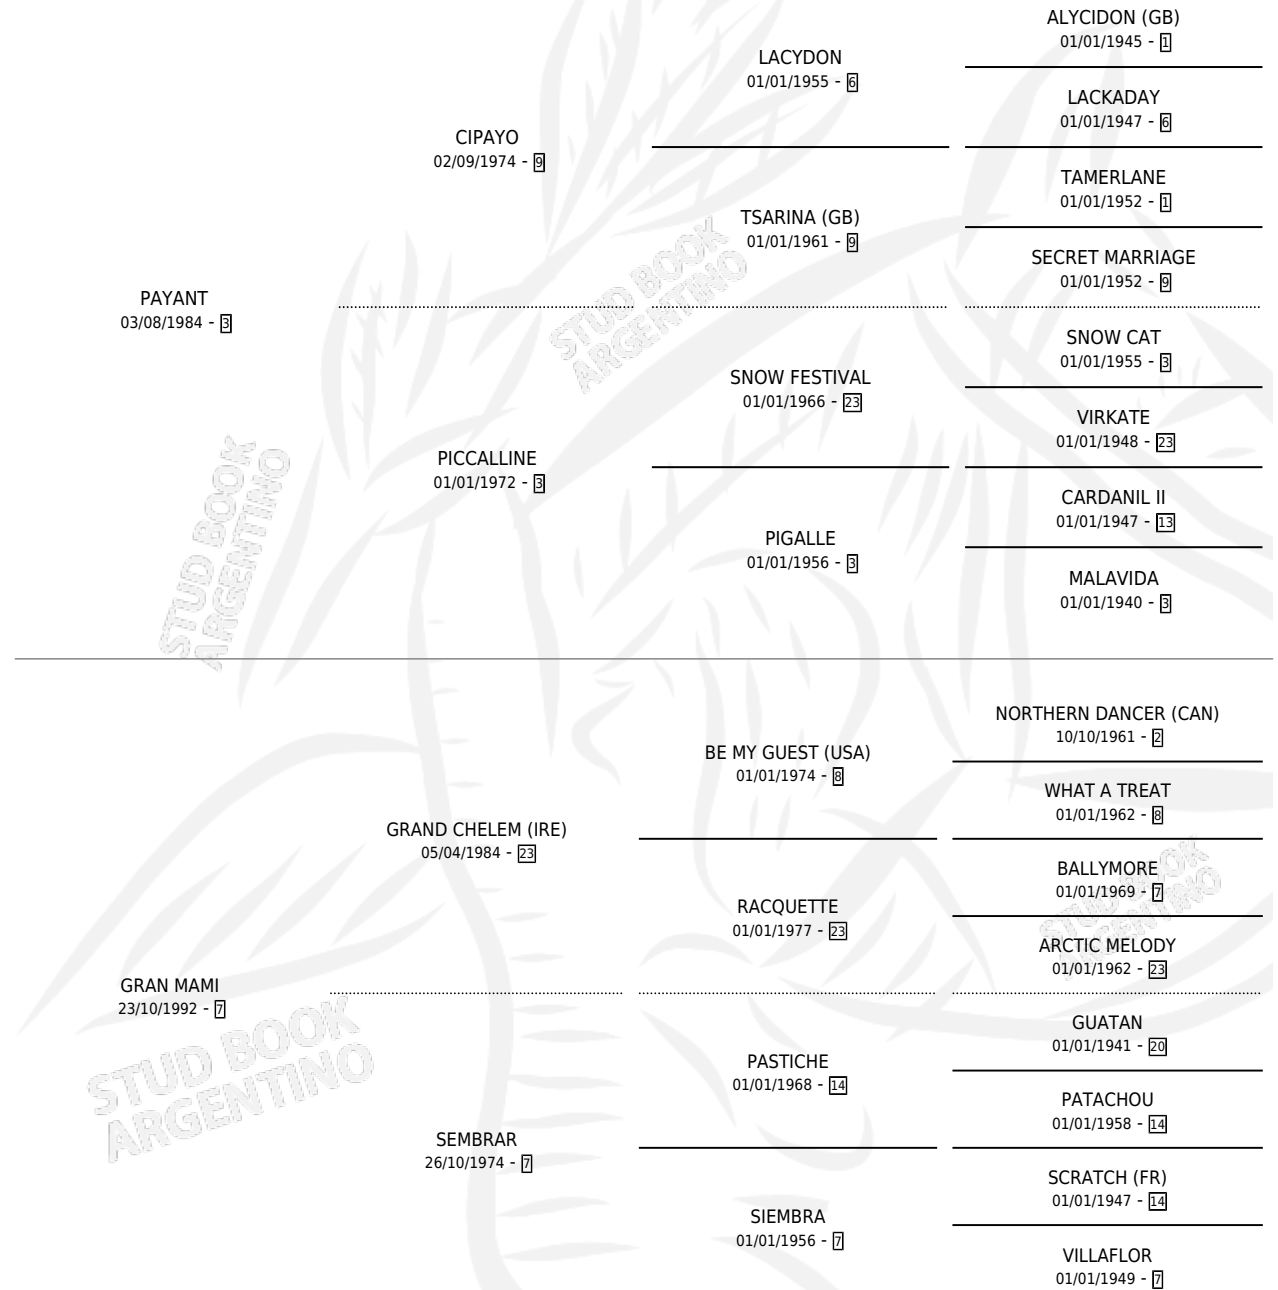 ALYCIDON (GB)
01/01/1945 - 1
LACYDON
01/01/1955 - 6
LACKADAY
01/01/1947 - 6
CIPAYO
02/09/1974 - 9
TAMERLANE
01/01/1952 - 1
TSARINA (GB)
01/01/1961 - 9
SECRET MARRIAGE
01/01/1952 - 9
PAYANT
03/08/1984 - 3
STUD BOOK
ARGENTINO
SNOW CAT
01/01/1955 - 3
SNOW FESTIVAL
01/01/1966 - 23
VIRKATE
01/01/1948 - 23
PICCALLINE
01/01/1972 - 3
CARDANIL II
01/01/1947 - 13
PIGALLE
01/01/1956 - 3
MALAVIDA
01/01/1940 - 3
STUD BOOK
ARGENTINO
NORTHERN DANCER (CAN)
10/10/1961 - 2
BE MY GUEST (USA)
01/01/1974 - 8
WHAT A TREAT
01/01/1962 - 8
GRAND CHELEM (IRE)
05/04/1984 - 23
BALLYMORE
01/01/1969 - 7
RACQUETTE
01/01/1977 - 23
ARCTIC MELODY
01/01/1962 - 23
STUD BOOK
ARGENTINO
GRAN MAMI
23/10/1992 - 7
GUATAN
01/01/1941 - 20
PASTICHE
01/01/1968 - 14
PATACHOU
01/01/1958 - 14
STUD BOOK
ARGENTINO
SEMBRAR
26/10/1974 - 7
SCRATCH (FR)
01/01/1947 - 14
SIEMBRA
01/01/1956 - 7
VILLAFLOR
01/01/1949 - 7